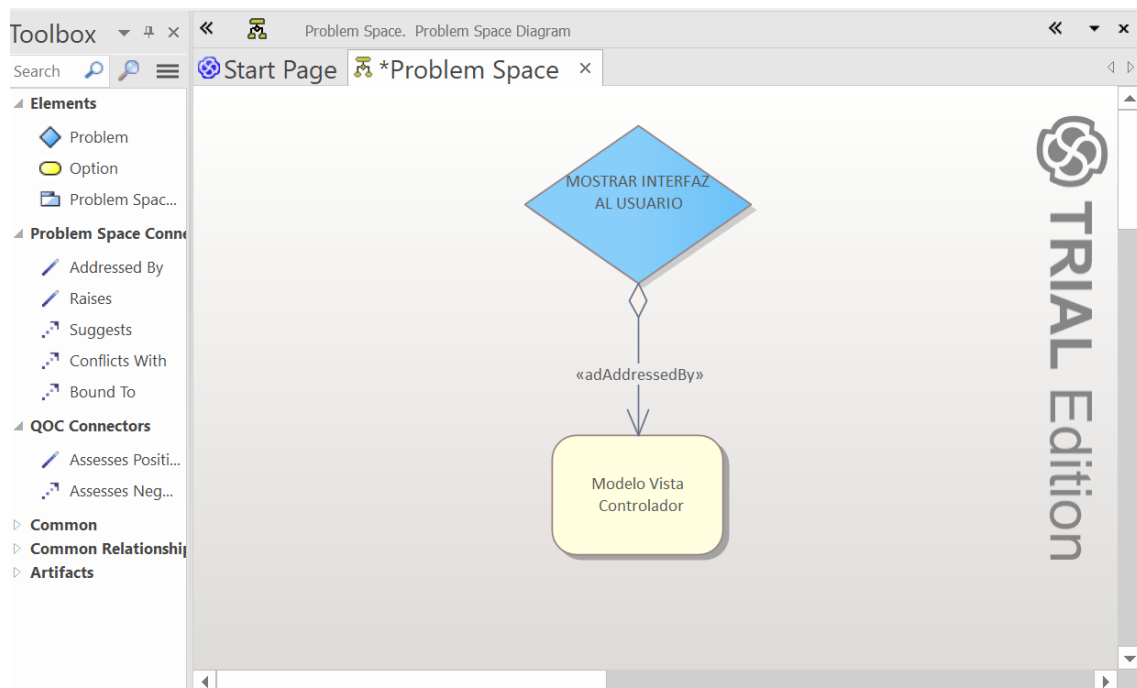 Toolbox
Search
Elements
Problem
Option
Problem Spac...
Problem Space Conne
Addressed By
Raises
Suggests
Conflicts With
Bound To
QOC Connectors
Assesses Positi...
Assesses Neg...
Common
Common Relationship
Artifacts
Problem Space. Problem Space Diagram
Start Page
*Problem Space
MOSTRAR INTERFAZ
AL USUARIO
«adAddressedBy»
Modelo Vista
Controlador
TRIAL Edition